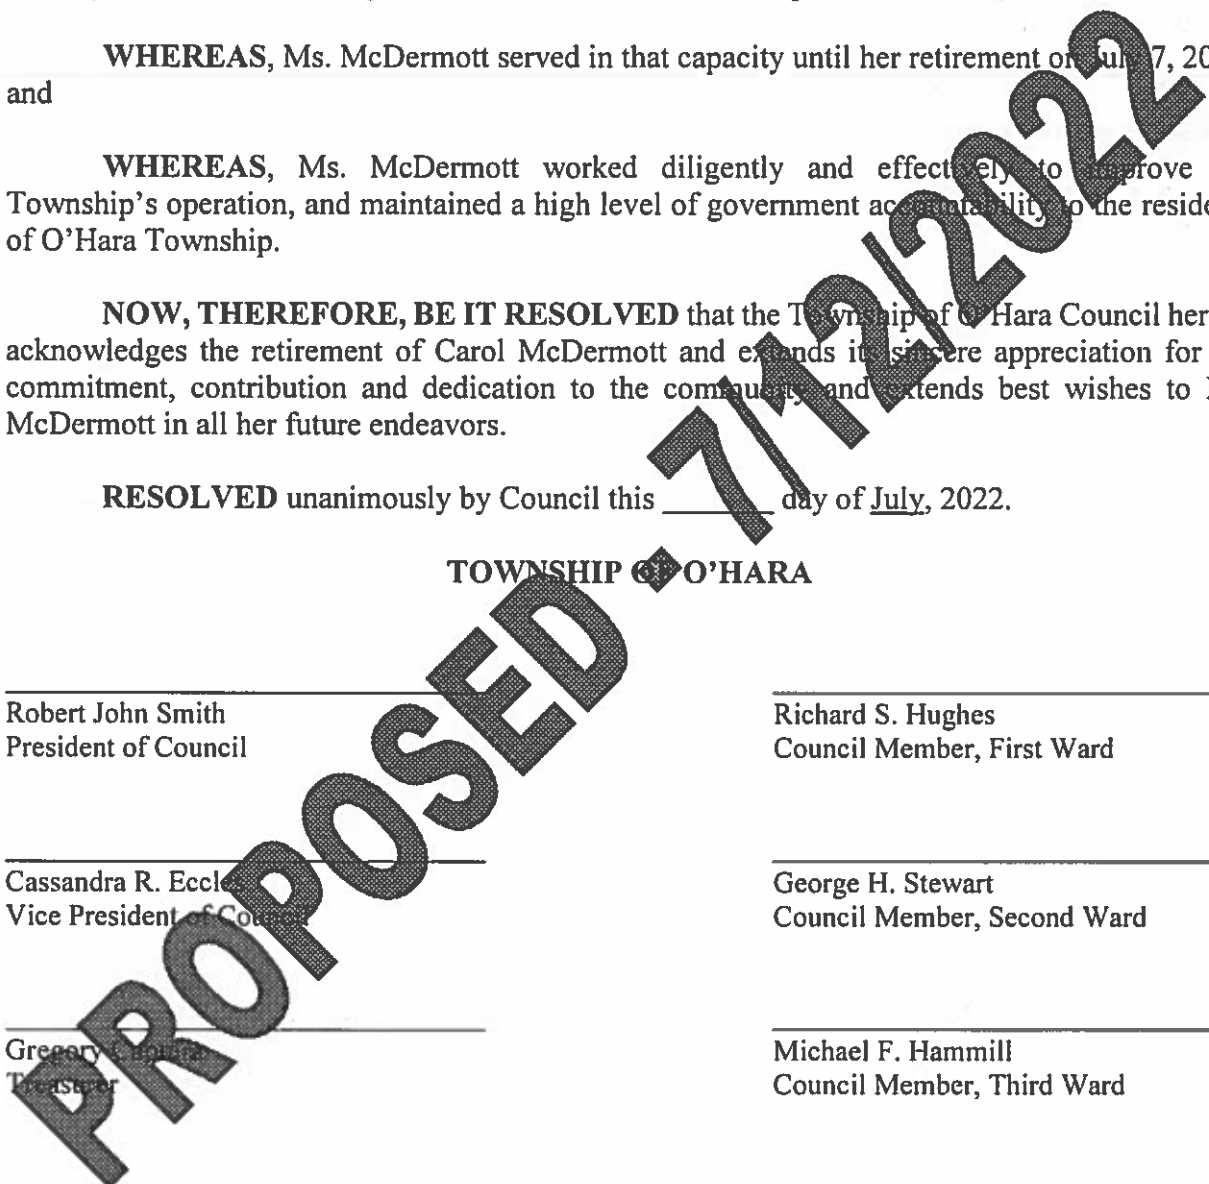 WHEREAS, Ms. McDermott served in that capacity until her retirement on July 7, 20
and
WHEREAS, Ms. McDermott worked diligently and effectively to improve
Township's operation, and maintained a high level of government accountability to the reside
of O'Hara Township.
NOW, THEREFORE, BE IT RESOLVED that the Township of O'Hara Council her
acknowledges the retirement of Carol McDermott and extends its sincere appreciation for
commitment, contribution and dedication to the community and extends best wishes to
McDermott in all her future endeavors.
RESOLVED unanimously by Council this ______ day of July, 2022.
TOWNSHIP OF O'HARA
Robert John Smith
President of Council
Richard S. Hughes
Council Member, First Ward
Cassandra R. Eccles
Vice President of Council
George H. Stewart
Council Member, Second Ward
Gregory
Treasurer
Michael F. Hammill
Council Member, Third Ward
PROPOSED - 7/12/2022